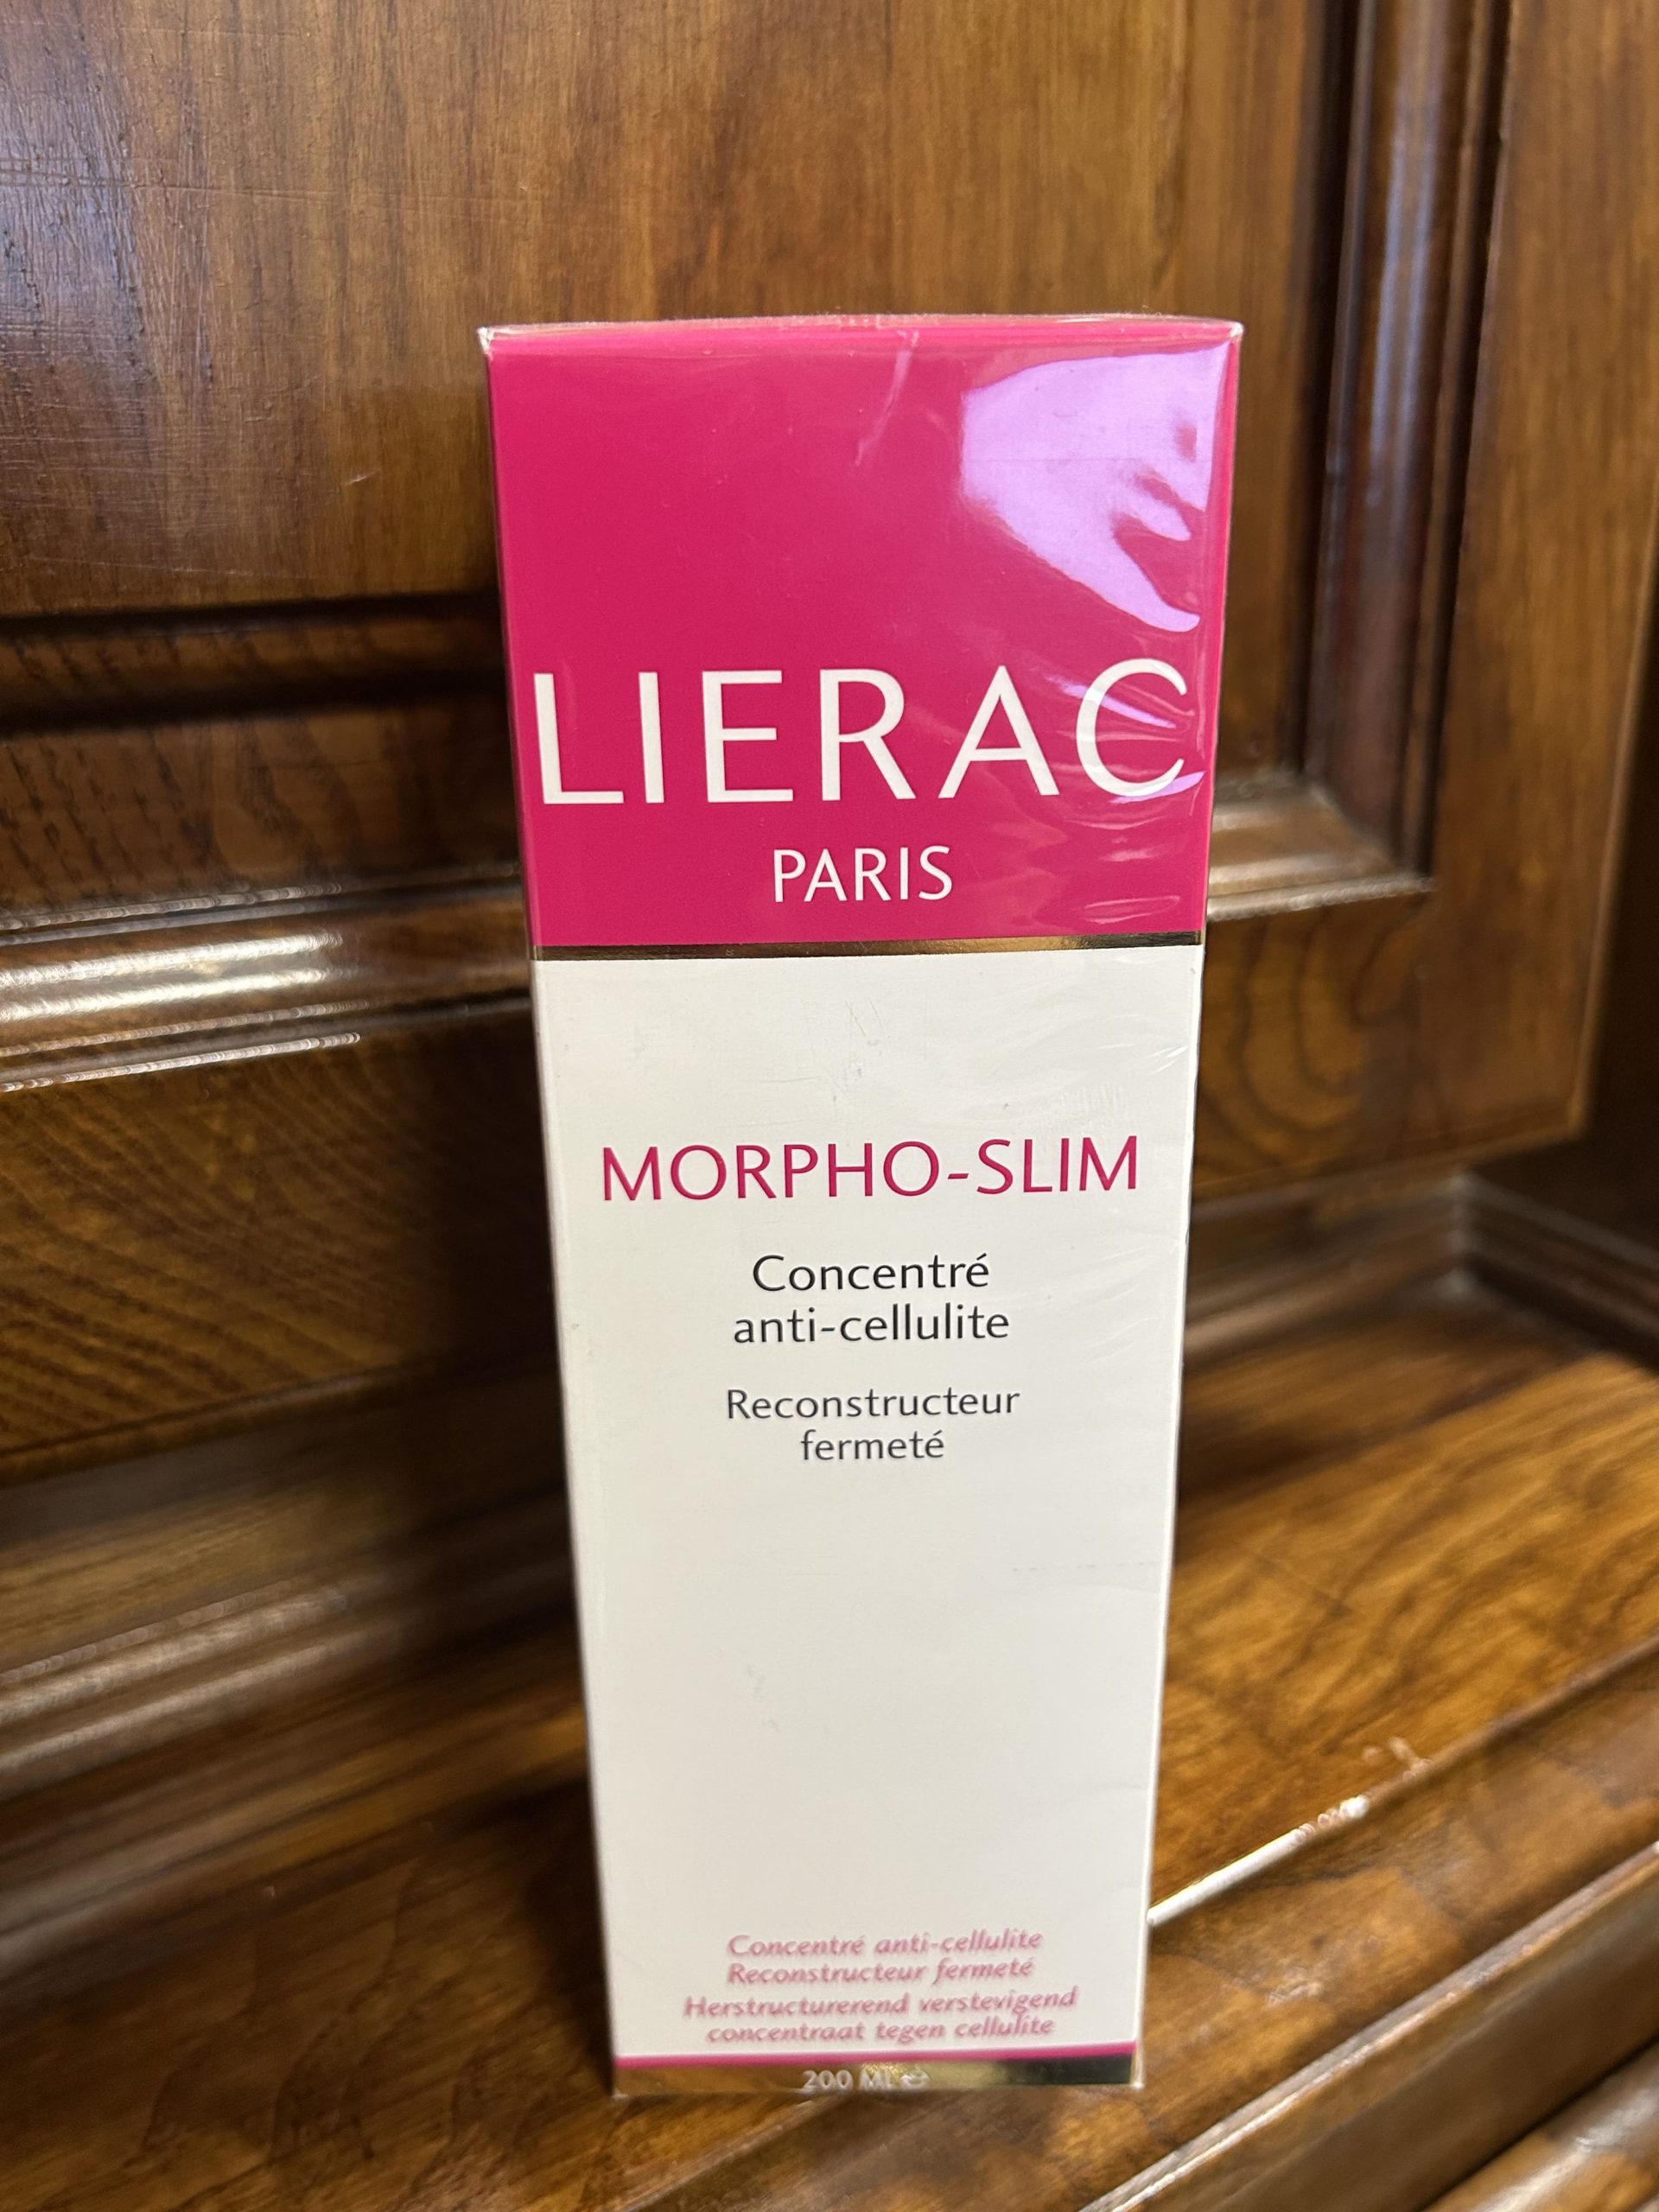 LIERAC
PARIS
MORPHO-SLIM
Concentré
anti-cellulite
Reconstructeur
fermeté
Concentré anti-cellulite
Reconstructeur fermeté
Herstructurerend verstevigend
concentraat tegen cellulite
200 ML ℮